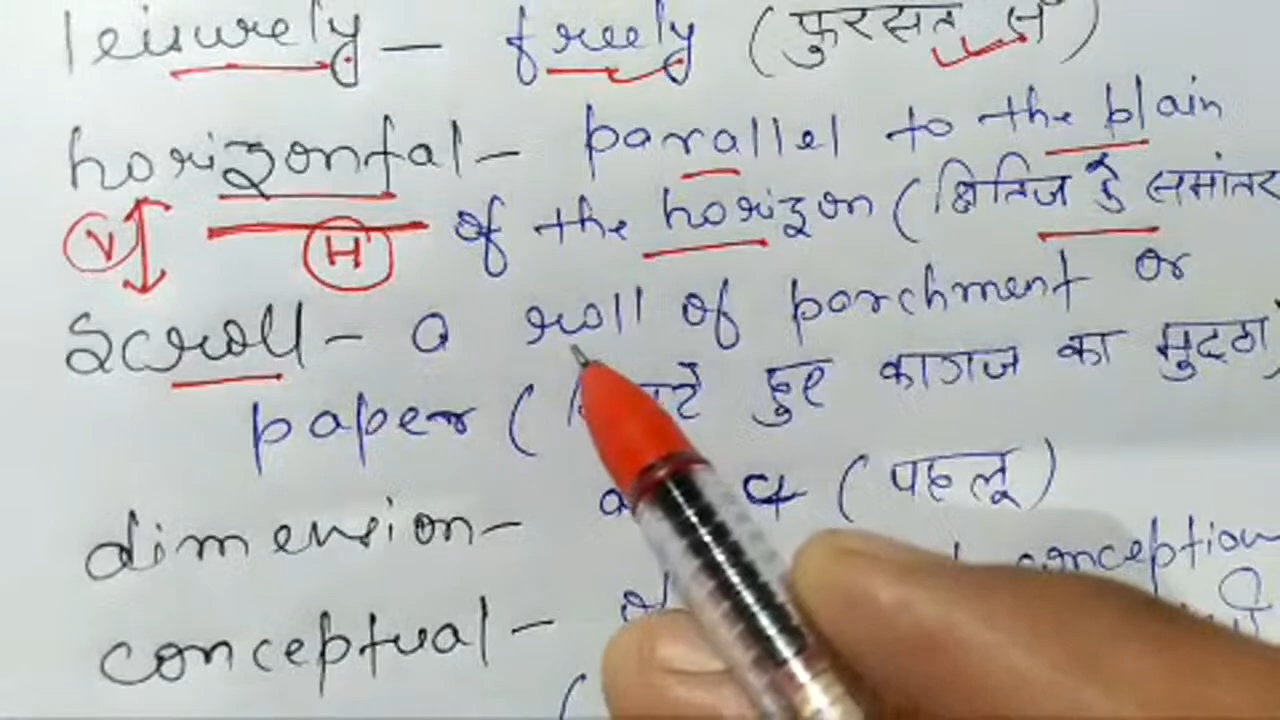 leisurely - freely (फुरसत से)
horizontal - parallel to the plain
V H of the horizon (क्षितिज के समांतर
Scroll - a roll of parchment or
paper ( हुए कागज का मुट्ठा)
dimension - (पहलू)
conceptual - conception